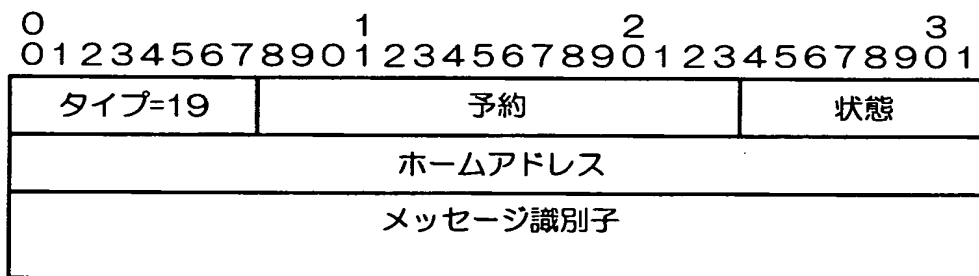 0 1 2 3
0 1 2 3 4 5 6 7 8 9 0 1 2 3 4 5 6 7 8 9 0 1 2 3 4 5 6 7 8 9 0 1
タイプ=19 予約 状態
ホームアドレス
メッセージ識別子